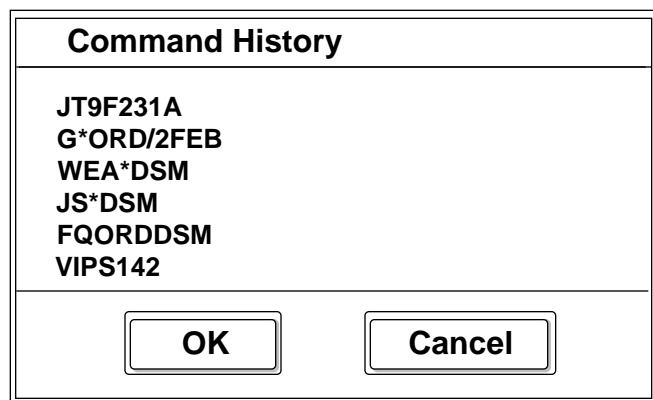 Command History
JT9F231A
G*ORD/2FEB
WEA*DSM
JS*DSM
FQORDDSM
VIPS142
OK
Cancel